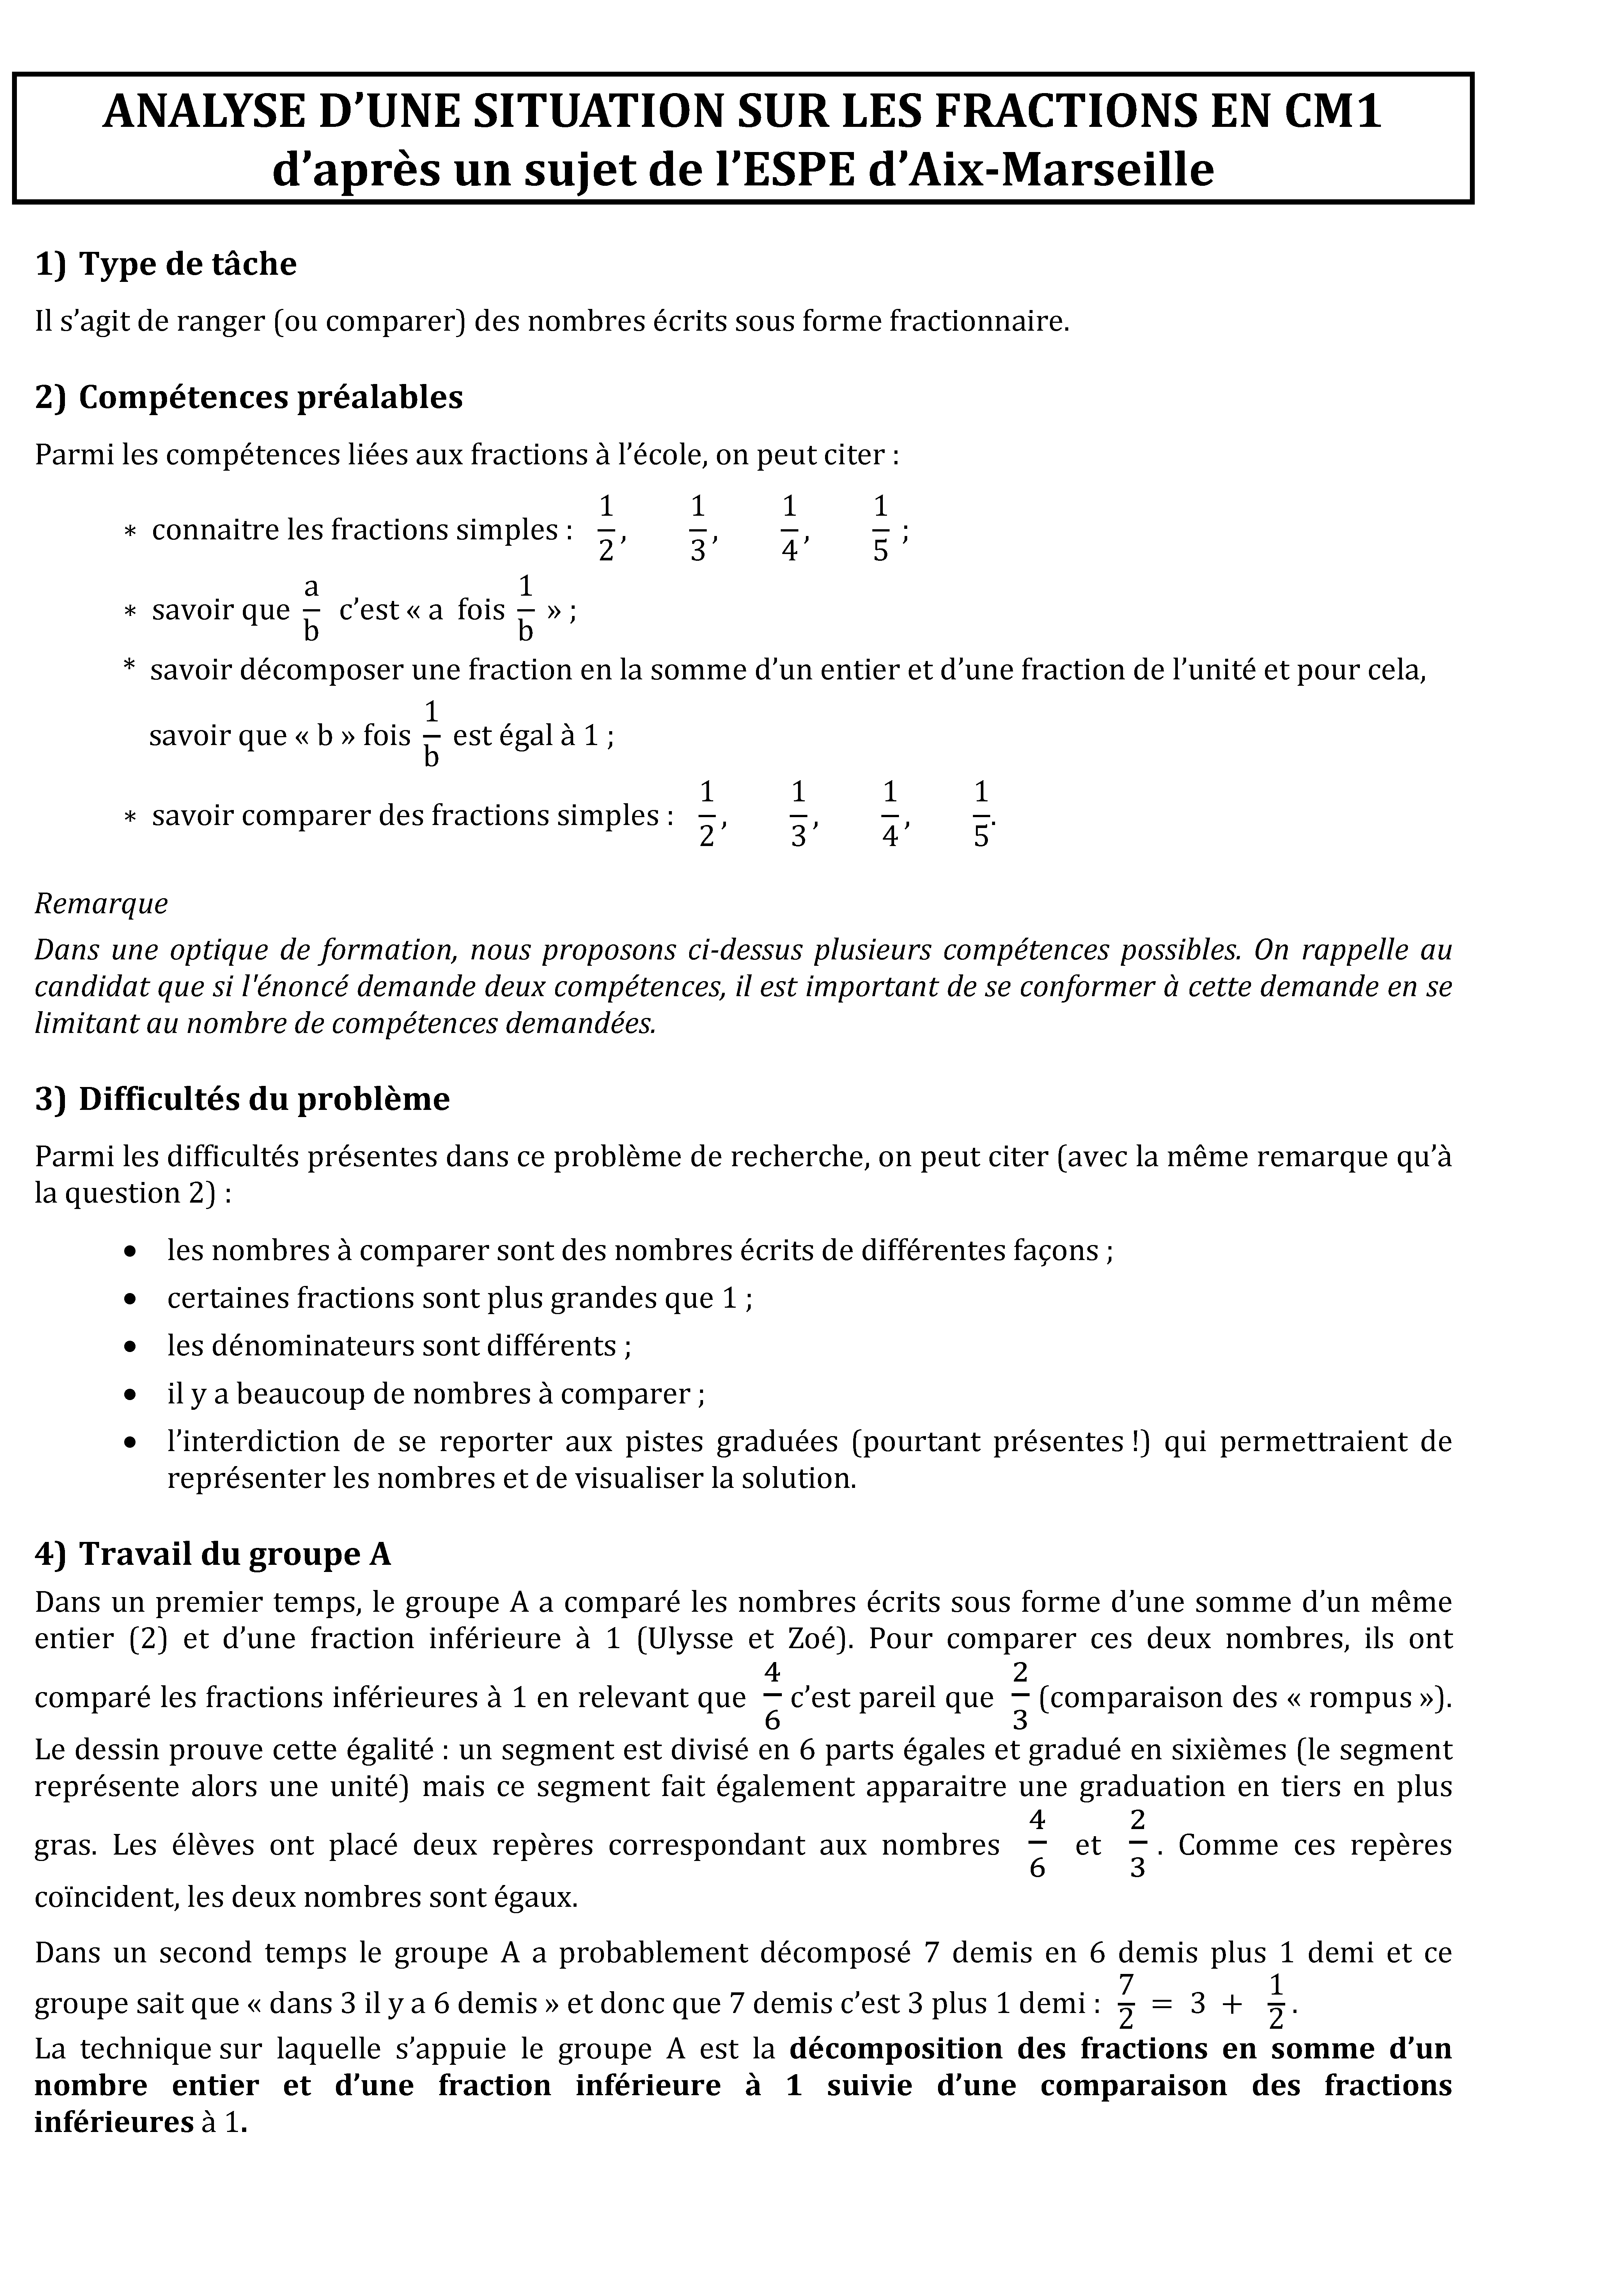 ANALYSE D’UNE SITUATION SUR LES FRACTIONS EN CM1
d’après un sujet de l’ESPE d’Aix-Marseille
1) Type de tâche
Il s’agit de ranger (ou comparer) des nombres écrits sous forme fractionnaire.
2) Compétences préalables
Parmi les compétences liées aux fractions à l’école, on peut citer :
* connaitre les fractions simples : 1/2, 1/3, 1/4, 1/5 ;
* savoir que a/b c’est « a fois 1/b » ;
* savoir décomposer une fraction en la somme d’un entier et d’une fraction de l’unité et pour cela,
savoir que « b » fois 1/b est égal à 1 ;
* savoir comparer des fractions simples : 1/2, 1/3, 1/4, 1/5.
Remarque
Dans une optique de formation, nous proposons ci-dessus plusieurs compétences possibles. On rappelle au
candidat que si l'énoncé demande deux compétences, il est important de se conformer à cette demande en se
limitant au nombre de compétences demandées.
3) Difficultés du problème
Parmi les difficultés présentes dans ce problème de recherche, on peut citer (avec la même remarque qu’à
la question 2) :
• les nombres à comparer sont des nombres écrits de différentes façons ;
• certaines fractions sont plus grandes que 1 ;
• les dénominateurs sont différents ;
• il y a beaucoup de nombres à comparer ;
• l’interdiction de se reporter aux pistes graduées (pourtant présentes !) qui permettraient de
représenter les nombres et de visualiser la solution.
4) Travail du groupe A
Dans un premier temps, le groupe A a comparé les nombres écrits sous forme d’une somme d’un même
entier (2) et d’une fraction inférieure à 1 (Ulysse et Zoé). Pour comparer ces deux nombres, ils ont
comparé les fractions inférieures à 1 en relevant que 4/6 c’est pareil que 2/3 (comparaison des « rompus »).
Le dessin prouve cette égalité : un segment est divisé en 6 parts égales et gradué en sixièmes (le segment
représente alors une unité) mais ce segment fait également apparaitre une graduation en tiers en plus
gras. Les élèves ont placé deux repères correspondant aux nombres 4/6 et 2/3. Comme ces repères
coïncident, les deux nombres sont égaux.
Dans un second temps le groupe A a probablement décomposé 7 demis en 6 demis plus 1 demi et ce
groupe sait que « dans 3 il y a 6 demis » et donc que 7 demis c’est 3 plus 1 demi : 7/2 = 3 + 1/2.
La technique sur laquelle s’appuie le groupe A est la décomposition des fractions en somme d’un
nombre entier et d’une fraction inférieure à 1 suivie d’une comparaison des fractions
inférieures à 1.